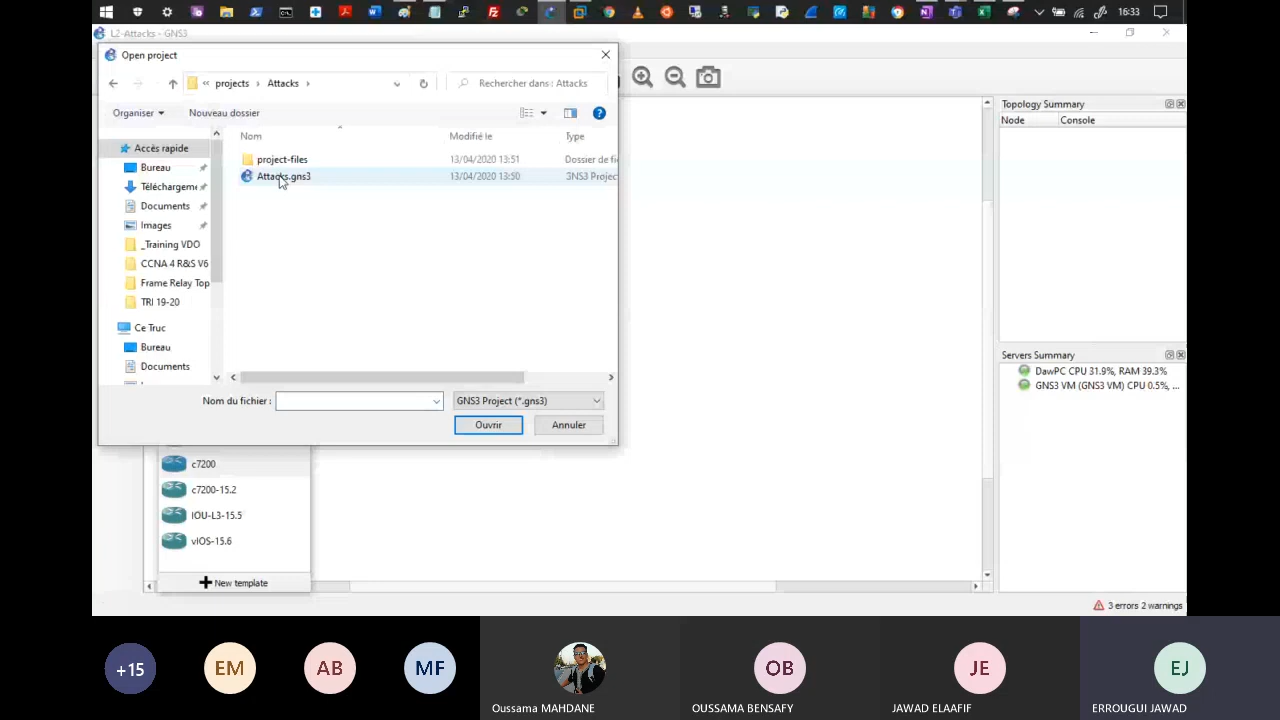 16:33
L2-Attacks - GNS3
Open project
« projects › Attacks ›
Rechercher dans : Attacks
Organiser
Nouveau dossier
Nom
Modifié le
Type
Accès rapide
Bureau
Téléchargeme
Documents
Images
_Training VDO
CCNA 4 R&S V6
Frame Relay Top
TRI 19-20
Ce Truc
Bureau
Documents
project-files 13/04/2020 13:51 Dossier de fi
Attacks.gns3 13/04/2020 13:50 3NS3 Projec
Nom du fichier :
GNS3 Project (*.gns3)
Ouvrir
Annuler
Topology Summary
Node Console
Servers Summary
DawPC CPU 31.9%, RAM 39.3%
GNS3 VM (GNS3 VM) CPU 0.5%, ...
c7200
c7200-15.2
IOU-L3-15.5
vIOS-15.6
New template
3 errors 2 warnings
+15
EM
AB
MF
Oussama MAHDANE
OB
OUSSAMA BENSAFY
JE
JAWAD ELAAFIF
EJ
ERROUGUI JAWAD